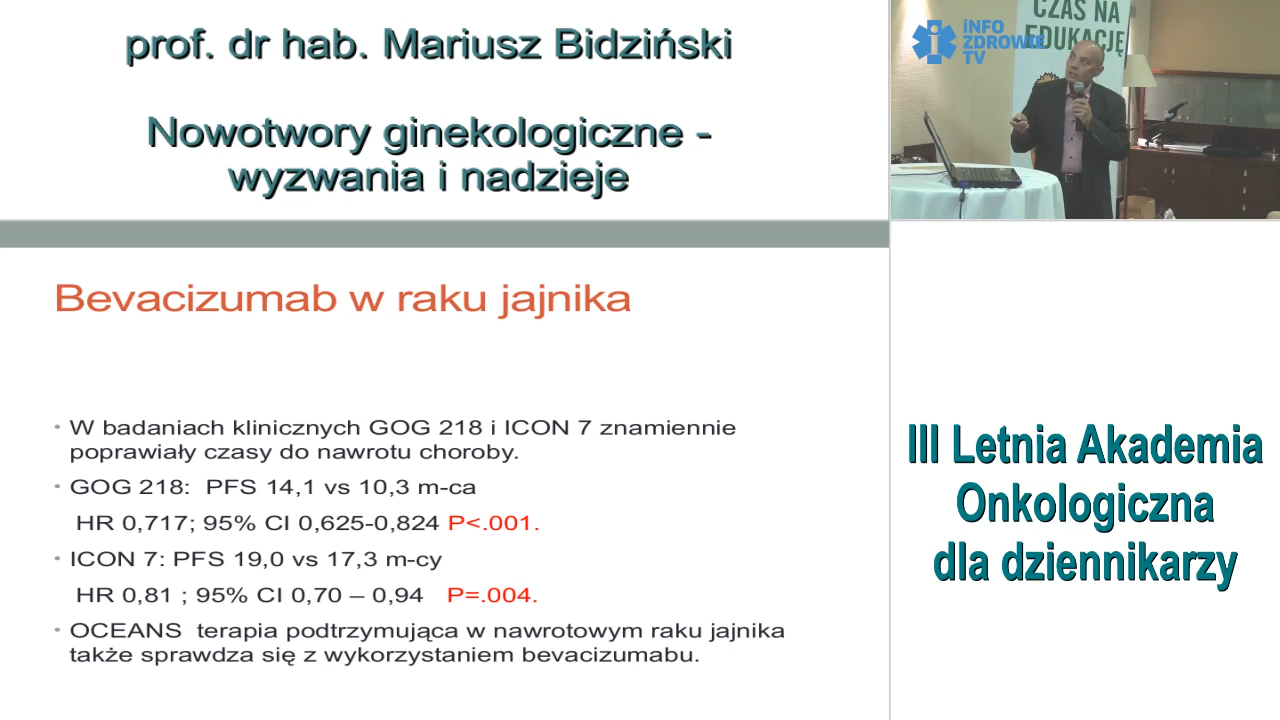 prof. dr hab. Mariusz Bidziński
Nowotwory ginekologiczne -
wyzwania i nadzieje
CZAS NA
EDUKACJĘ
iNFO
ZDROWIE
TV
Bevacizumab w raku jajnika
• W badaniach klinicznych GOG 218 i ICON 7 znamiennie
poprawiały czasy do nawrotu choroby.
• GOG 218: PFS 14,1 vs 10,3 m-ca
HR 0,717; 95% CI 0,625-0,824 P<.001.
• ICON 7: PFS 19,0 vs 17,3 m-cy
HR 0,81 ; 95% CI 0,70 – 0,94 P=.004.
• OCEANS terapia podtrzymująca w nawrotowym raku jajnika
także sprawdza się z wykorzystaniem bevacizumabu.
III Letnia Akademia
Onkologiczna
dla dziennikarzy